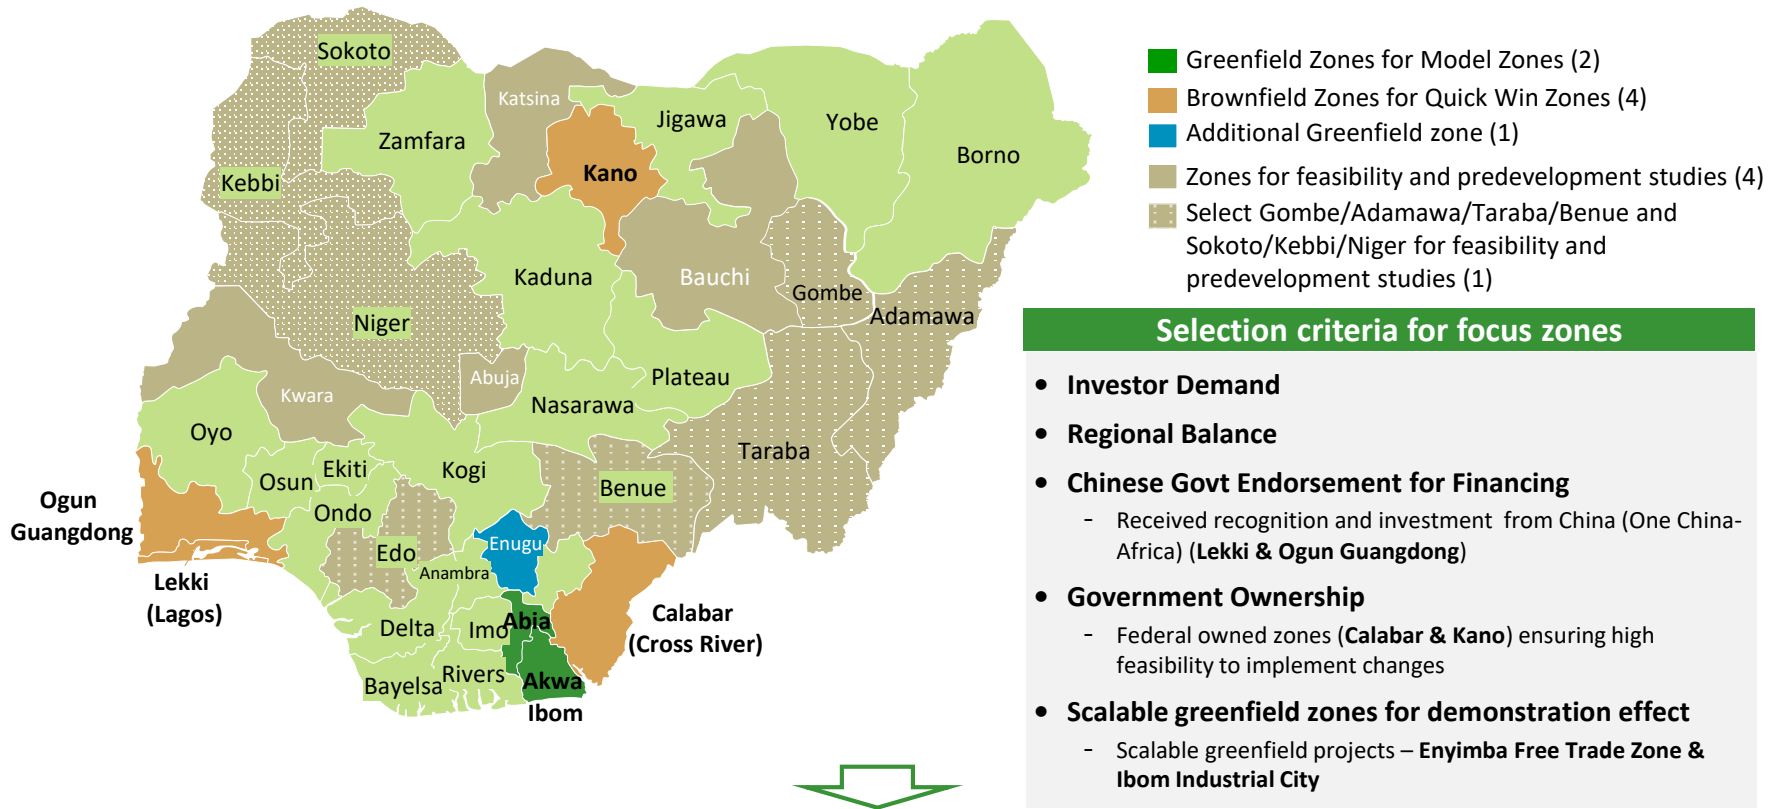 Sokoto
Katsina
Jigawa
Yobe
Zamfara
Borno
Kano
Kebbi
Kaduna
Bauchi
Gombe
Adamawa
Niger
Abuja
Plateau
Kwara
Nasarawa
Oyo
Taraba
Ekiti
Kogi
Osun
Benue
Ogun
Guangdong
Ondo
Enugu
Edo
Anambra
Lekki
(Lagos)
Abia
Calabar
(Cross River)
Delta
Imo
Rivers
Bayelsa
Akwa
Ibom
Greenfield Zones for Model Zones (2)
Brownfield Zones for Quick Win Zones (4)
Additional Greenfield zone (1)
Zones for feasibility and predevelopment studies (4)
Select Gombe/Adamawa/Taraba/Benue and
Sokoto/Kebbi/Niger for feasibility and
predevelopment studies (1)
Selection criteria for focus zones
• Investor Demand
• Regional Balance
• Chinese Govt Endorsement for Financing
- Received recognition and investment from China (One China-
Africa) (Lekki & Ogun Guangdong)
• Government Ownership
- Federal owned zones (Calabar & Kano) ensuring high
feasibility to implement changes
• Scalable greenfield zones for demonstration effect
- Scalable greenfield projects – Enyimba Free Trade Zone &
Ibom Industrial City